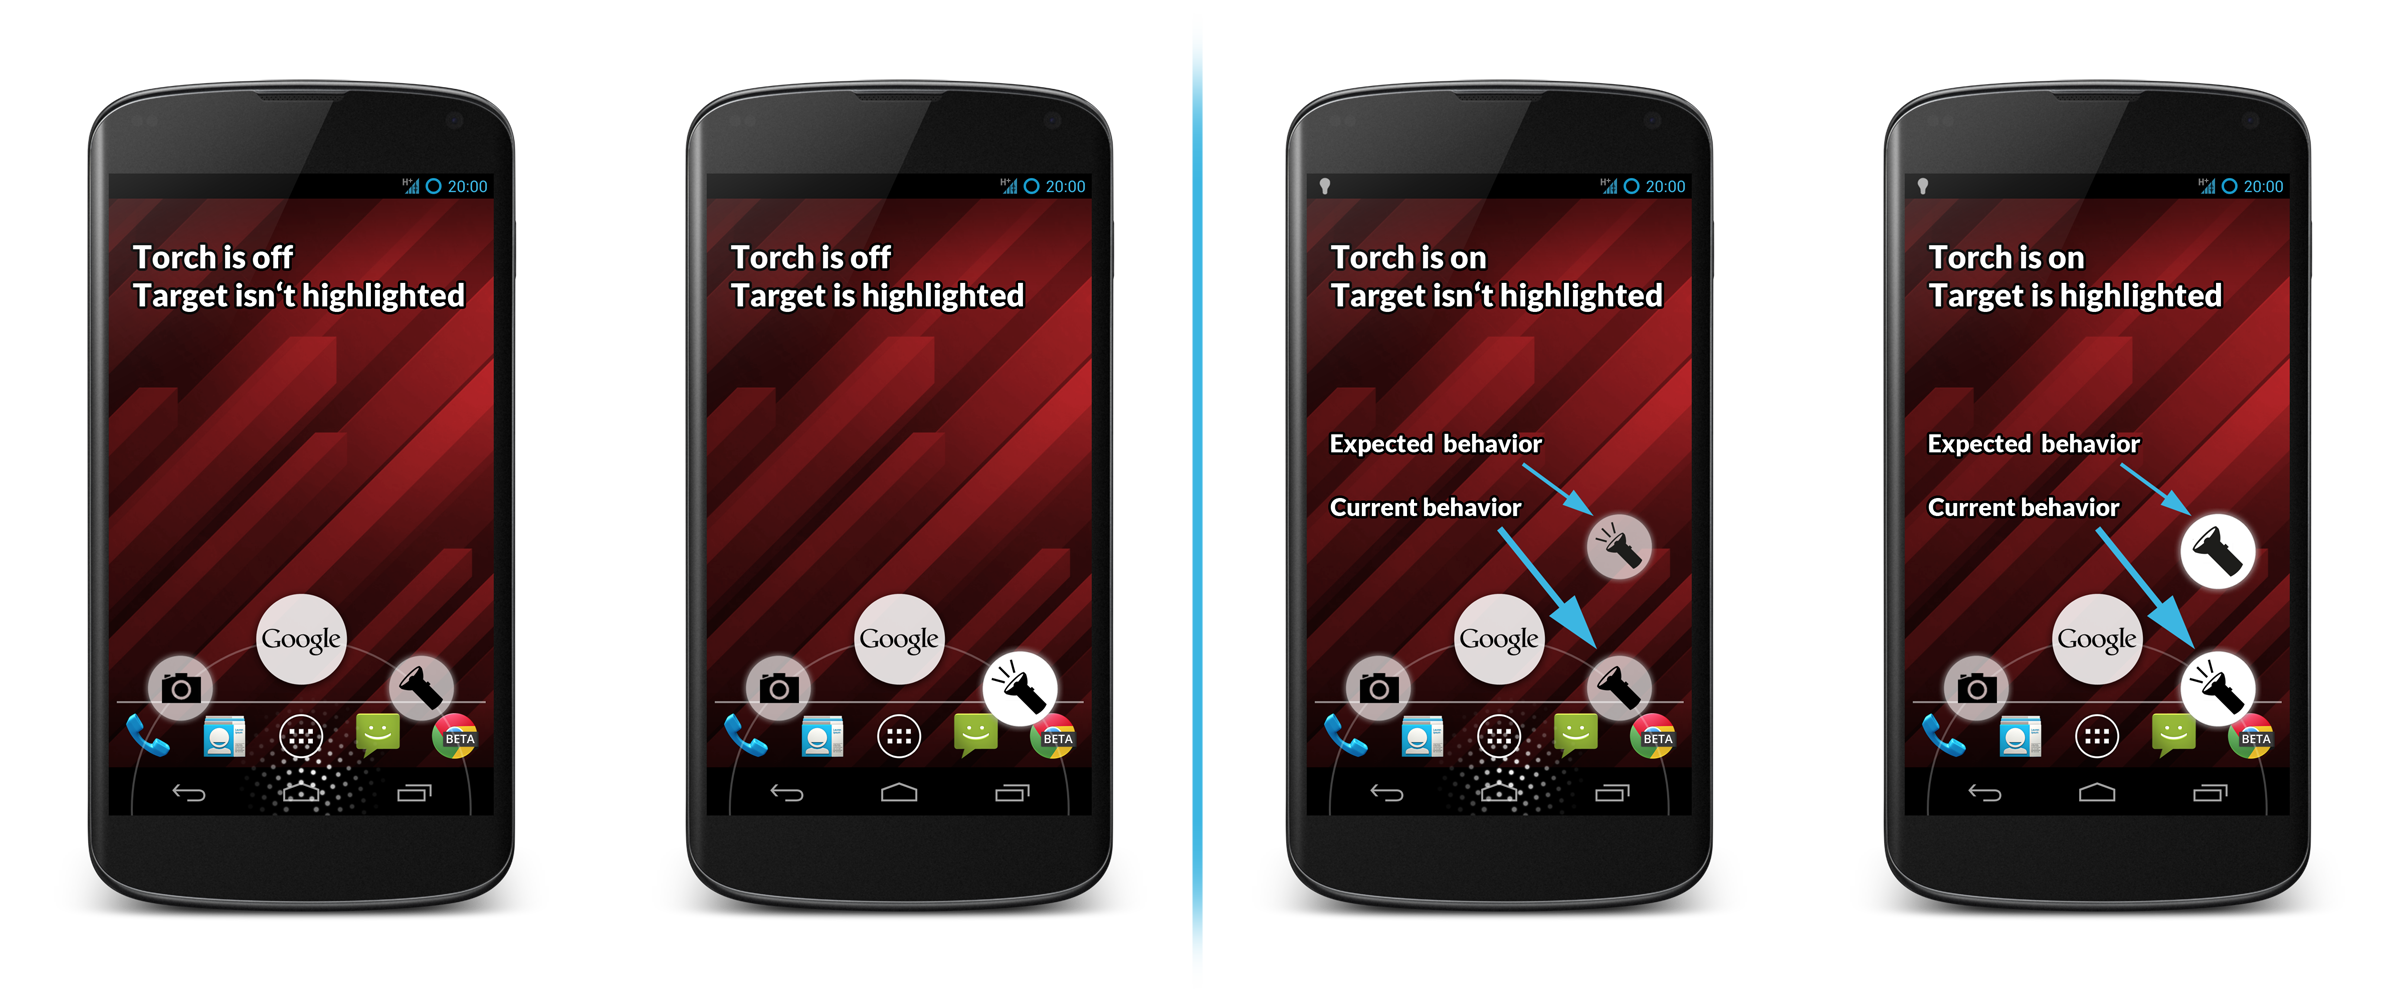 H+ 20:00
Torch is off
Target isn‘t highlighted
Google
BETA
H+ 20:00
Torch is off
Target is highlighted
Google
BETA
H+ 20:00
Torch is on
Target isn‘t highlighted
Expected behavior
Current behavior
Google
BETA
H+ 20:00
Torch is on
Target is highlighted
Expected behavior
Current behavior
Google
BETA